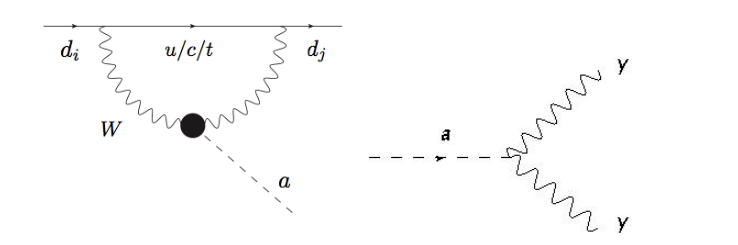 d_i u/c/t d_j
W
a
a
γ
γ